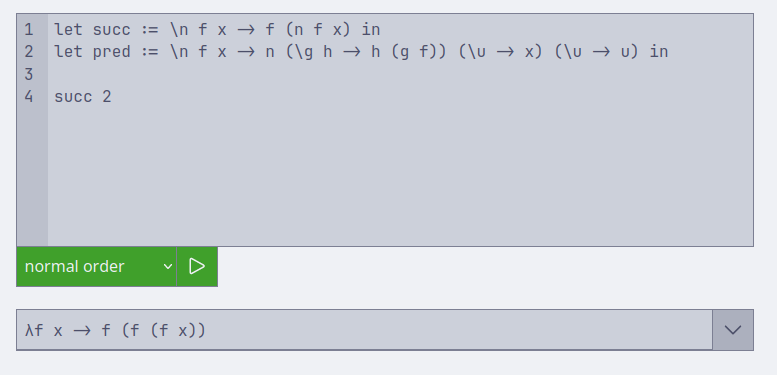 1 let succ := \n f x → f (n f x) in
2 let pred := \n f x → n (\g h → h (g f)) (\u → x) (\u → u) in
3
4 succ 2
normal order
λf x → f (f (f x))